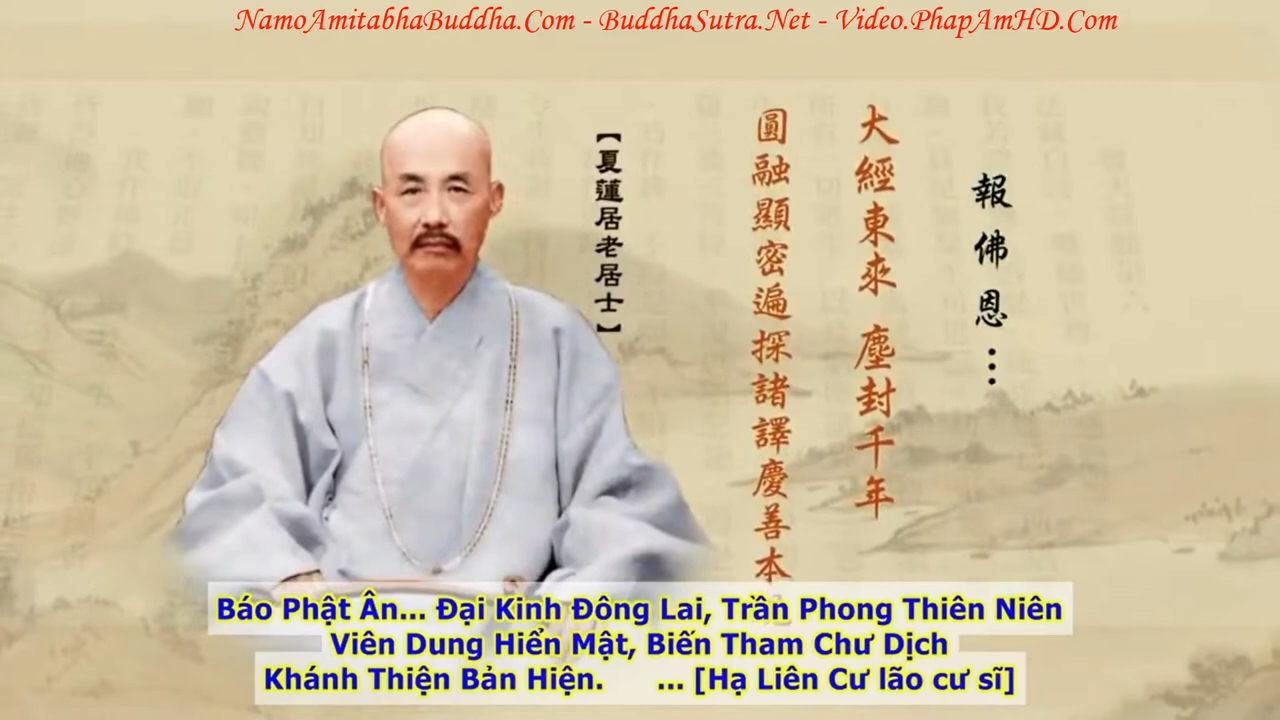 NamoAmitabhaBuddha.Com - BuddhaSutra.Net - Video.PhapAmHD.Com
報佛恩…
大經東來 塵封千年
圓融顯密遍探諸譯慶善本
【夏蓮居老居士】
Báo Phật Ân... Đại Kinh Đông Lai, Trần Phong Thiên Niên
Viên Dung Hiển Mật, Biến Tham Chư Dịch
Khánh Thiện Bản Hiện. ... [Hạ Liên Cư lão cư sĩ]